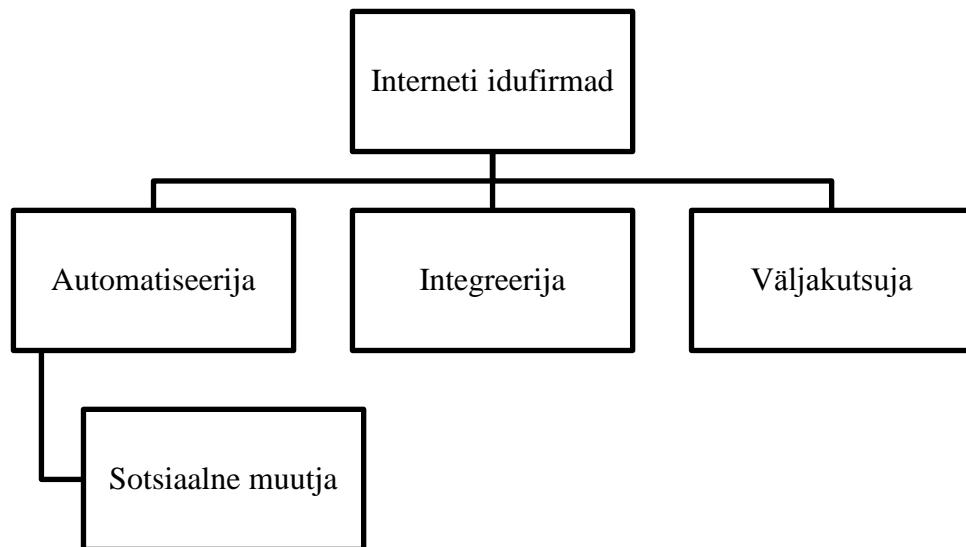 Interneti idufirmad
Automatiseerija
Integreerija
Väljakutsuja
Sotsiaalne muutja